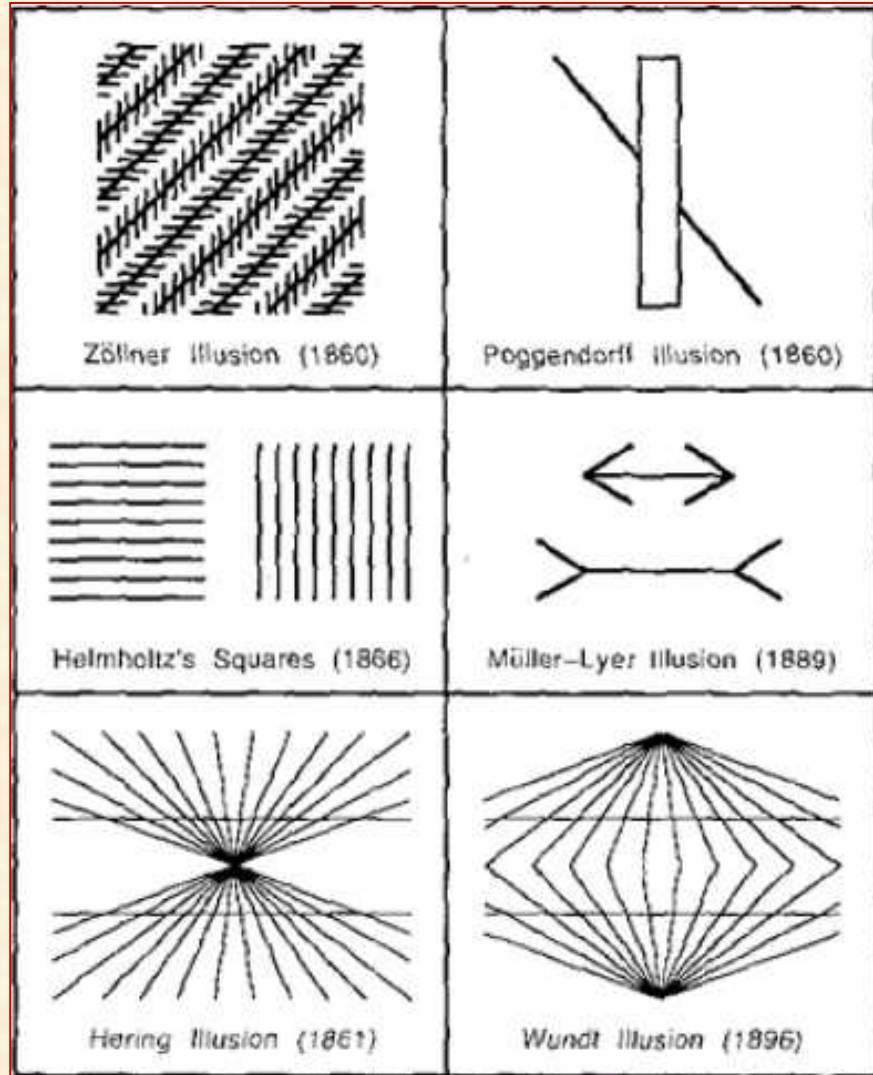 Zöllner Illusion (1860)
Poggendorff Illusion (1860)
Helmholtz's Squares (1866)
Müller-Lyer Illusion (1889)
Hering Illusion (1861)
Wundt Illusion (1896)